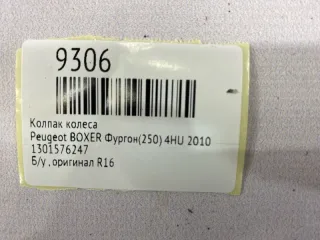 9306
Колпак колеса
Peugeot BOXER Фургон(250) 4HU 2010
1301576247
Б/у , оригинал R16